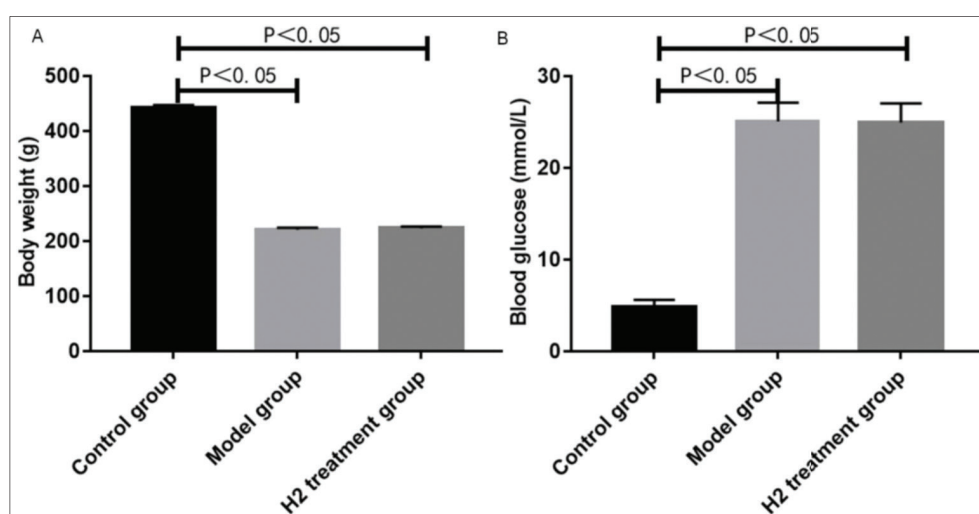 A
P<0.05
P<0.05
500
400
300
200
100
0
Body weight (g)
Control group
Model group
H2 treatment group
B
P<0.05
P<0.05
30
20
10
0
Blood glucose (mmol/L)
Control group
Model group
H2 treatment group